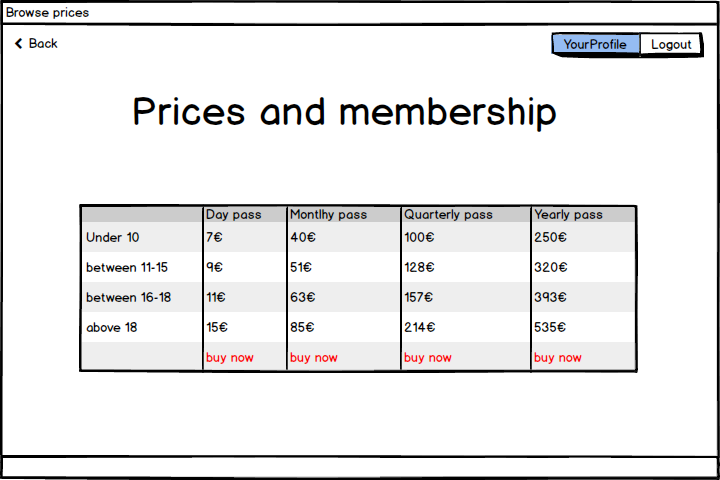 Browse prices
Back YourProfile Logout
Prices and membership
Day pass Montlhy pass Quarterly pass Yearly pass
Under 10 7€ 40€ 100€ 250€
between 11-15 9€ 51€ 128€ 320€
between 16-18 11€ 63€ 157€ 393€
above 18 15€ 85€ 214€ 535€
buy now buy now buy now buy now